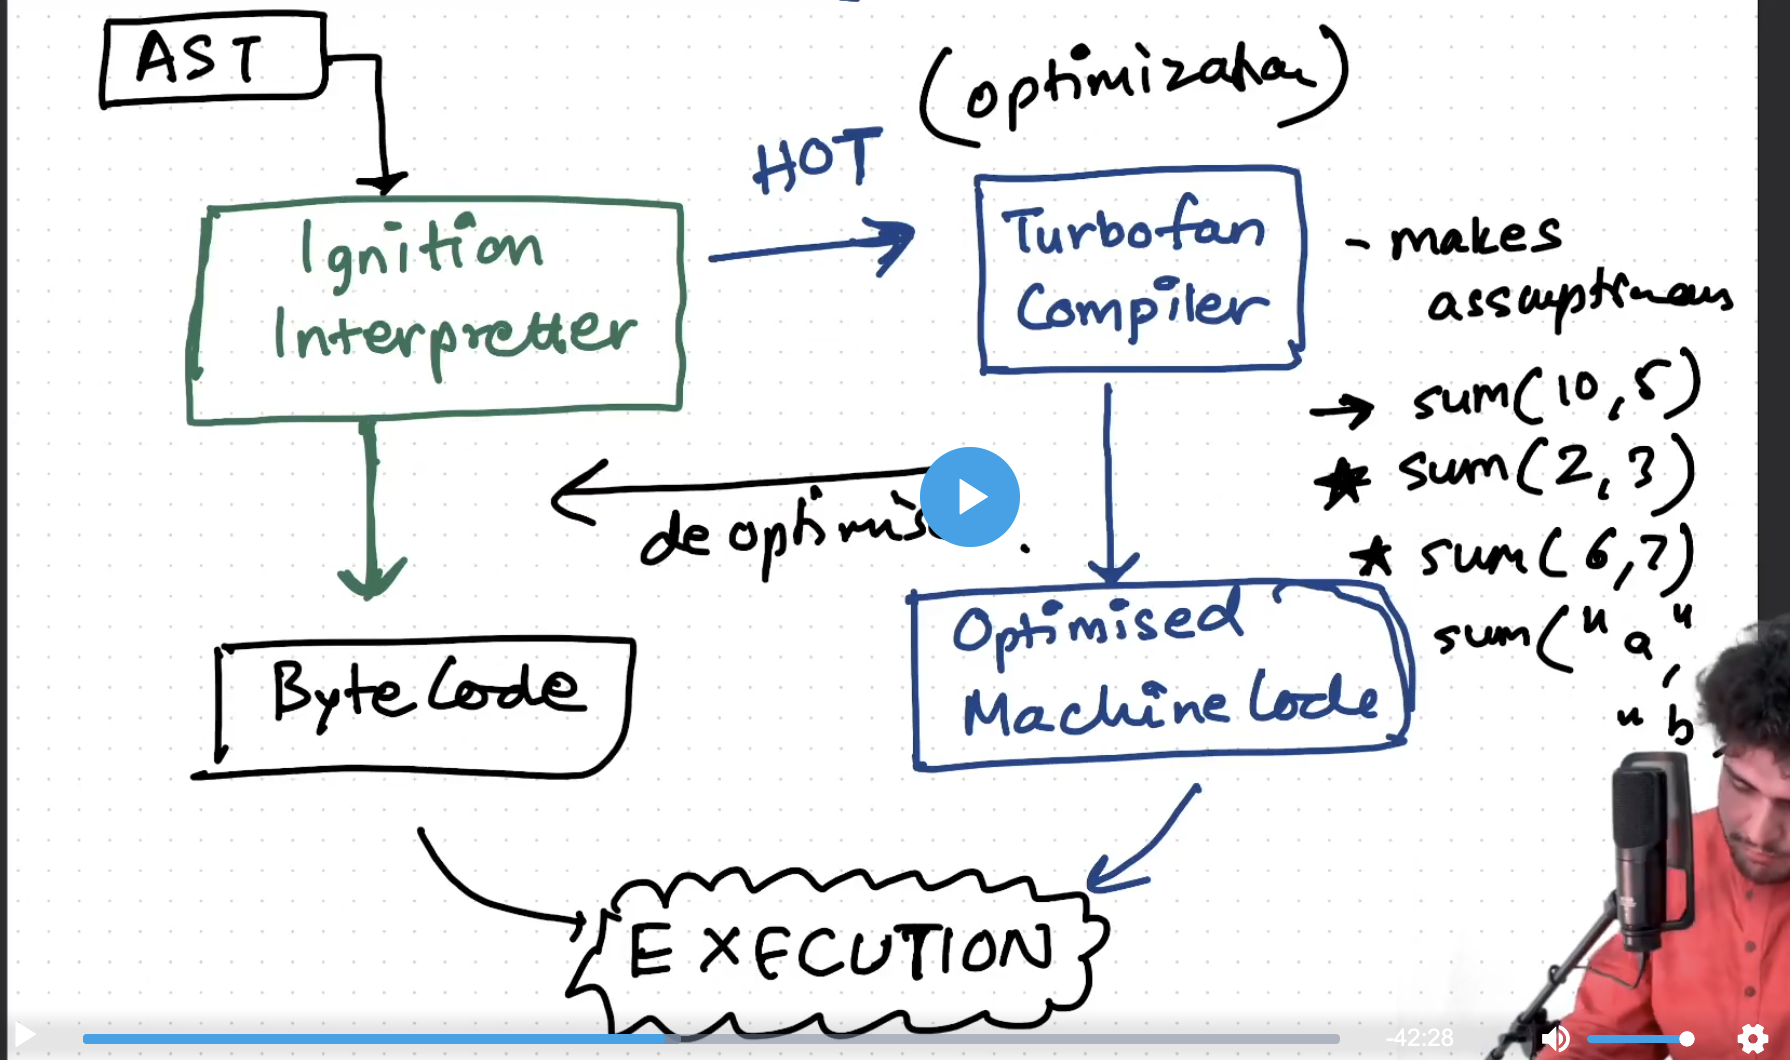 AST
(optimization)
HOT
Ignition
Interpretter
Turbofan
Compiler
- makes
assumptions
→ sum(10,5)
★ sum(2,3)
★ sum(6,7)
sum("a",
"b
de optimis
Byte Code
Optimised
Machine Code
EXECUTION
-42:28